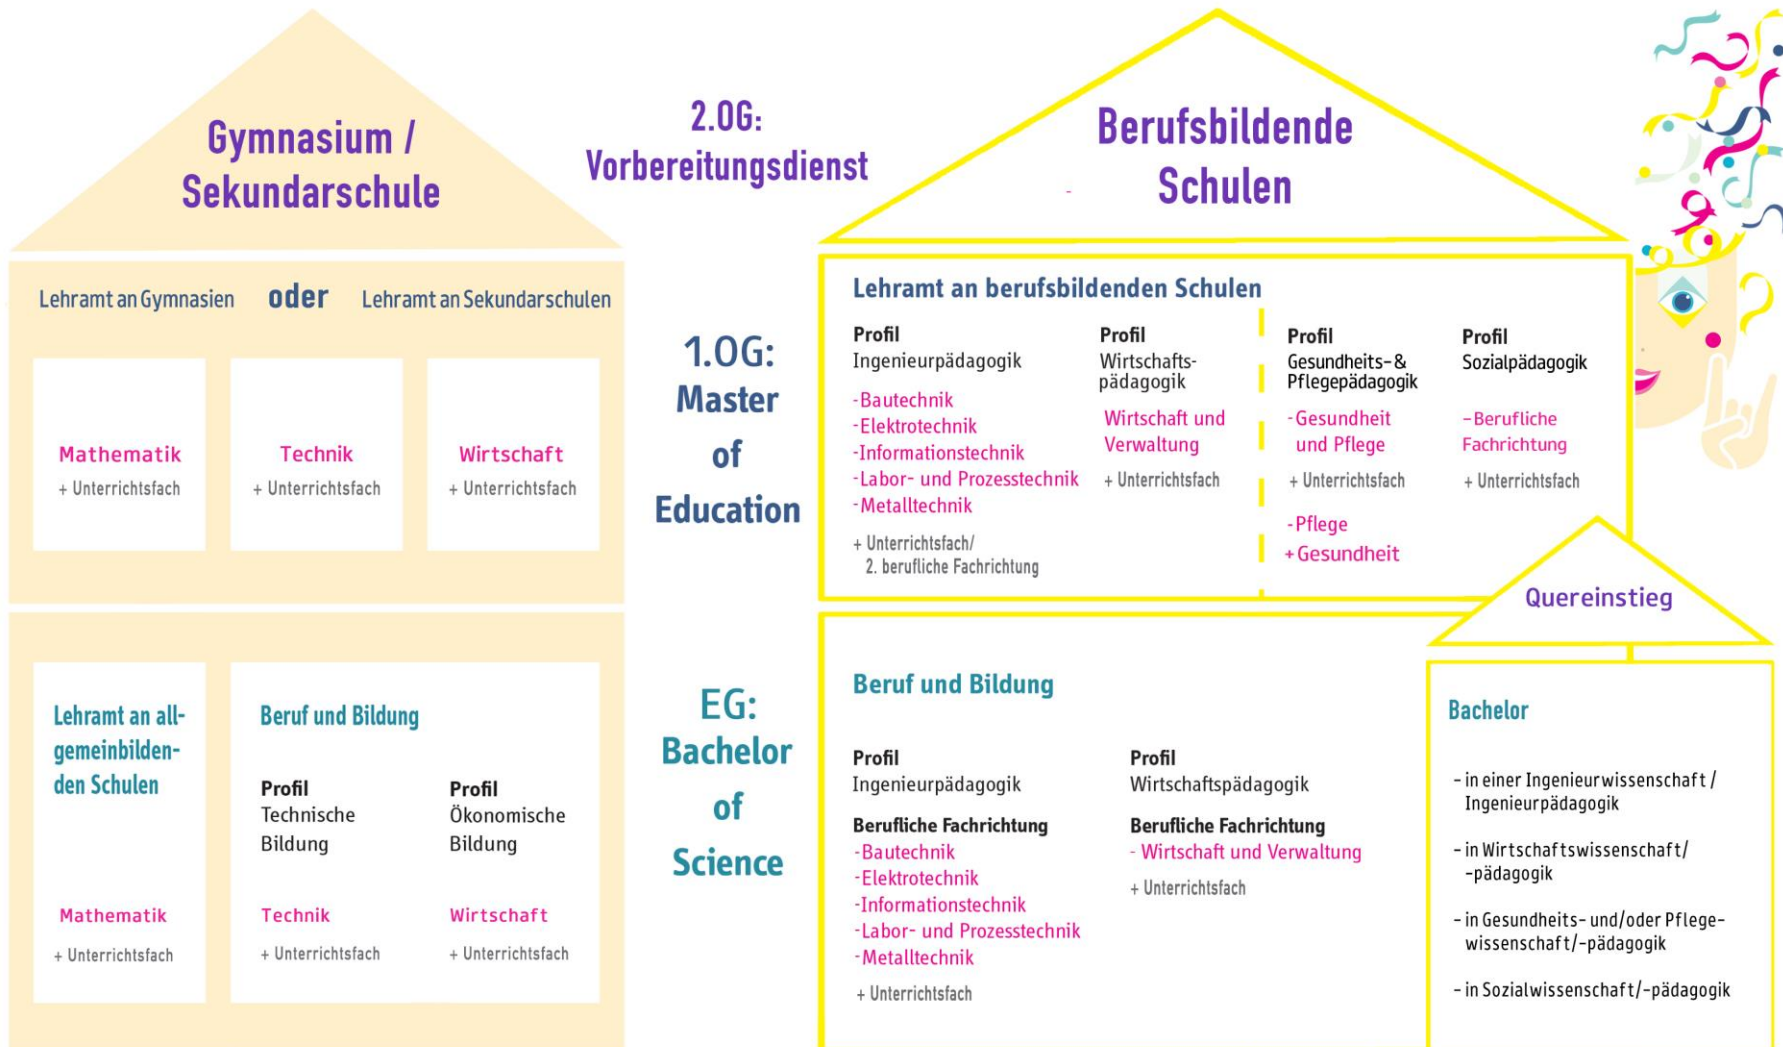 Gymnasium /
Sekundarschule
2.OG:
Vorbereitungsdienst
Berufsbildende
Schulen
Lehramt an Gymnasien oder Lehramt an Sekundarschulen
Mathematik
+ Unterrichtsfach
Technik
+ Unterrichtsfach
Wirtschaft
+ Unterrichtsfach
1.OG:
Master
of
Education
Lehramt an berufsbildenden Schulen
Profil
Ingenieurpädagogik
-Bautechnik
-Elektrotechnik
-Informationstechnik
-Labor- und Prozesstechnik
-Metalltechnik
+ Unterrichtsfach/
2. berufliche Fachrichtung
Profil
Wirtschafts-
pädagogik
Wirtschaft und
Verwaltung
+ Unterrichtsfach
Profil
Gesundheits-&
Pflegepädagogik
-Gesundheit
und Pflege
+ Unterrichtsfach
-Pflege
+Gesundheit
Profil
Sozialpädagogik
-Berufliche
Fachrichtung
+ Unterrichtsfach
Lehramt an all-
gemeinbilden-
den Schulen
Mathematik
+ Unterrichtsfach
Beruf und Bildung
Profil
Technische
Bildung
Technik
+ Unterrichtsfach
Profil
Ökonomische
Bildung
Wirtschaft
+ Unterrichtsfach
EG:
Bachelor
of
Science
Beruf und Bildung
Profil
Ingenieurpädagogik
Berufliche Fachrichtung
-Bautechnik
-Elektrotechnik
-Informationstechnik
-Labor- und Prozesstechnik
-Metalltechnik
+ Unterrichtsfach
Profil
Wirtschaftspädagogik
Berufliche Fachrichtung
- Wirtschaft und Verwaltung
+ Unterrichtsfach
Quereinstieg
Bachelor
- in einer Ingenieurwissenschaft /
Ingenieurpädagogik
- in Wirtschaftswissenschaft/
-pädagogik
- in Gesundheits- und/oder Pflege-
wissenschaft/-pädagogik
- in Sozialwissenschaft/-pädagogik